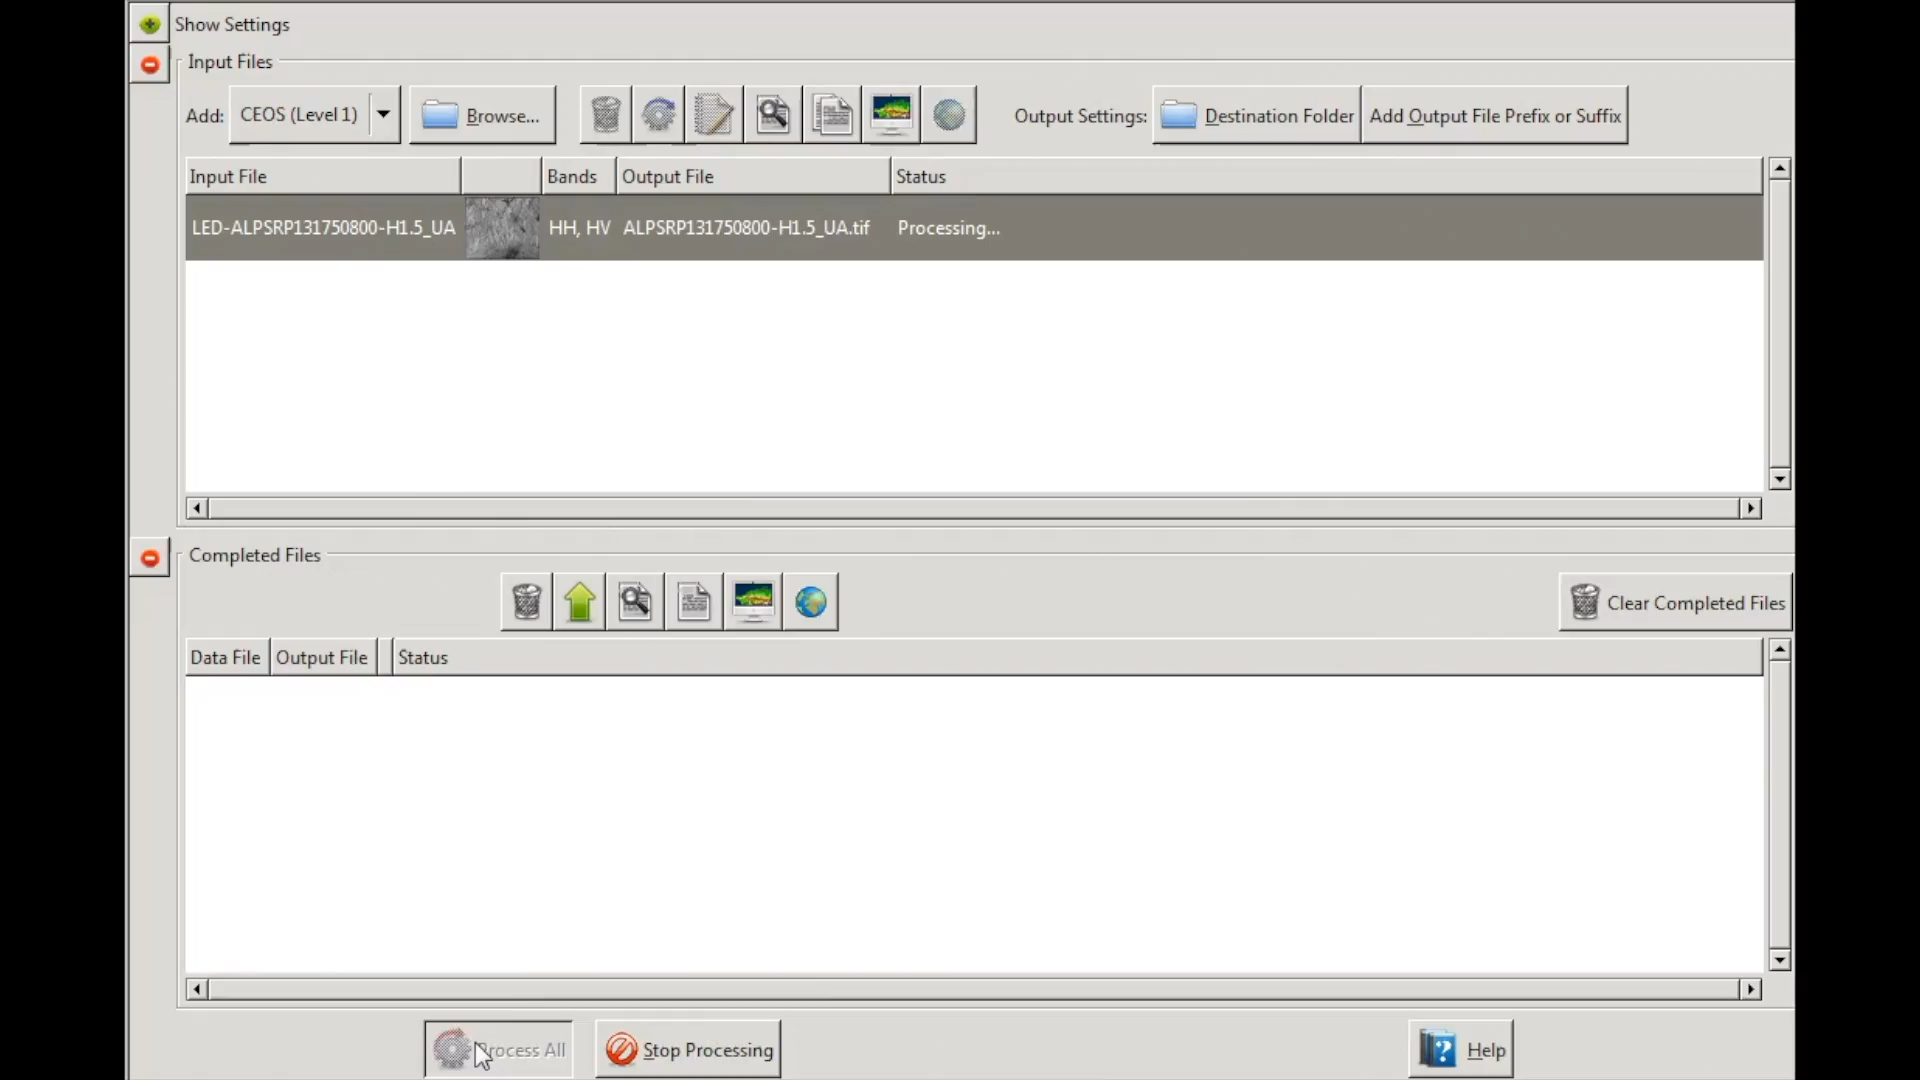 Show Settings
Input Files
Add: CEOS (Level 1) Browse... Output Settings: Destination Folder Add Output File Prefix or Suffix
Input File Bands Output File Status
LED-ALPSRP131750800-H1.5_UA HH, HV ALPSRP131750800-H1.5_UA.tif Processing...
Completed Files
Clear Completed Files
Data File Output File Status
Process All Stop Processing Help